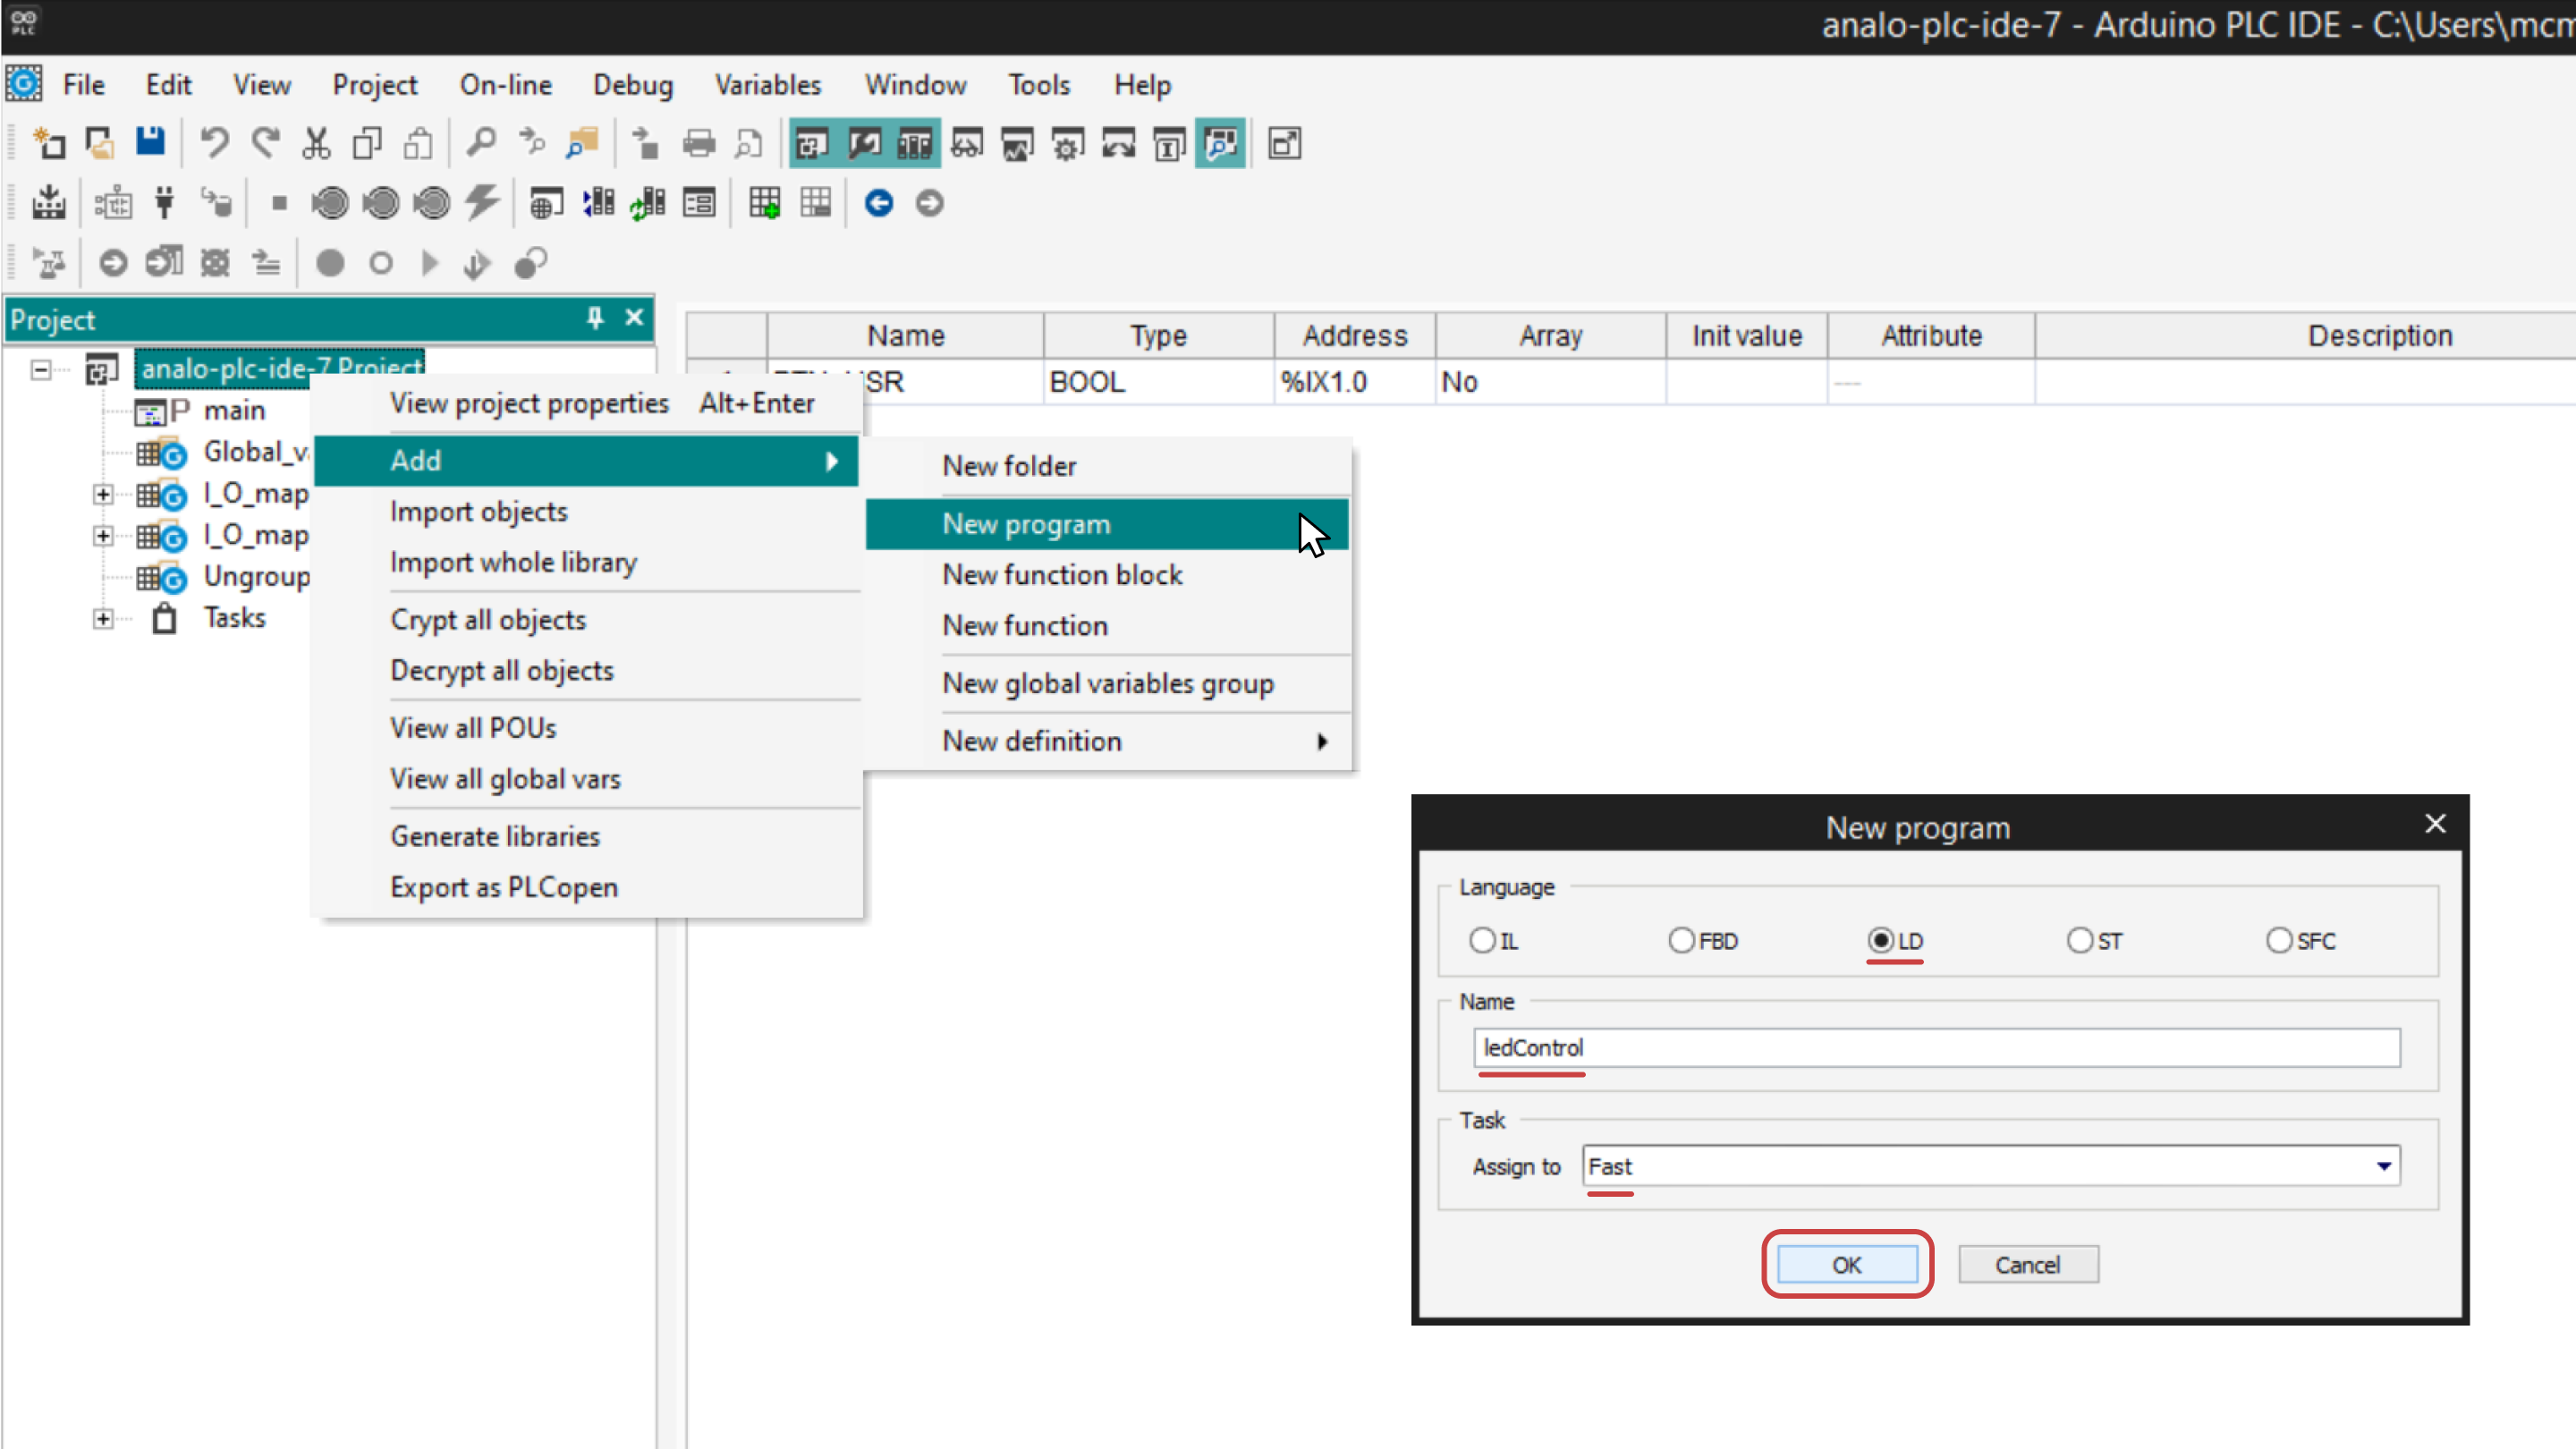 analo-plc-ide-7 - Arduino PLC IDE - C:\Users\mcm
PLC
File Edit View Project On-line Debug Variables Window Tools Help
Project
Name Type Address Array Init value Attribute Description
BOOL %IX1.0 No ---
analo-plc-ide-7 Project
P main
Global_v
I_O_map
I_O_map
Ungroup
Tasks
View project properties Alt+Enter
Add
Import objects
Import whole library
Crypt all objects
Decrypt all objects
View all POUs
View all global vars
Generate libraries
Export as PLCopen
New folder
New program
New function block
New function
New global variables group
New definition
New program
Language
IL FBD LD ST SFC
Name
ledControl
Task
Assign to Fast
OK Cancel